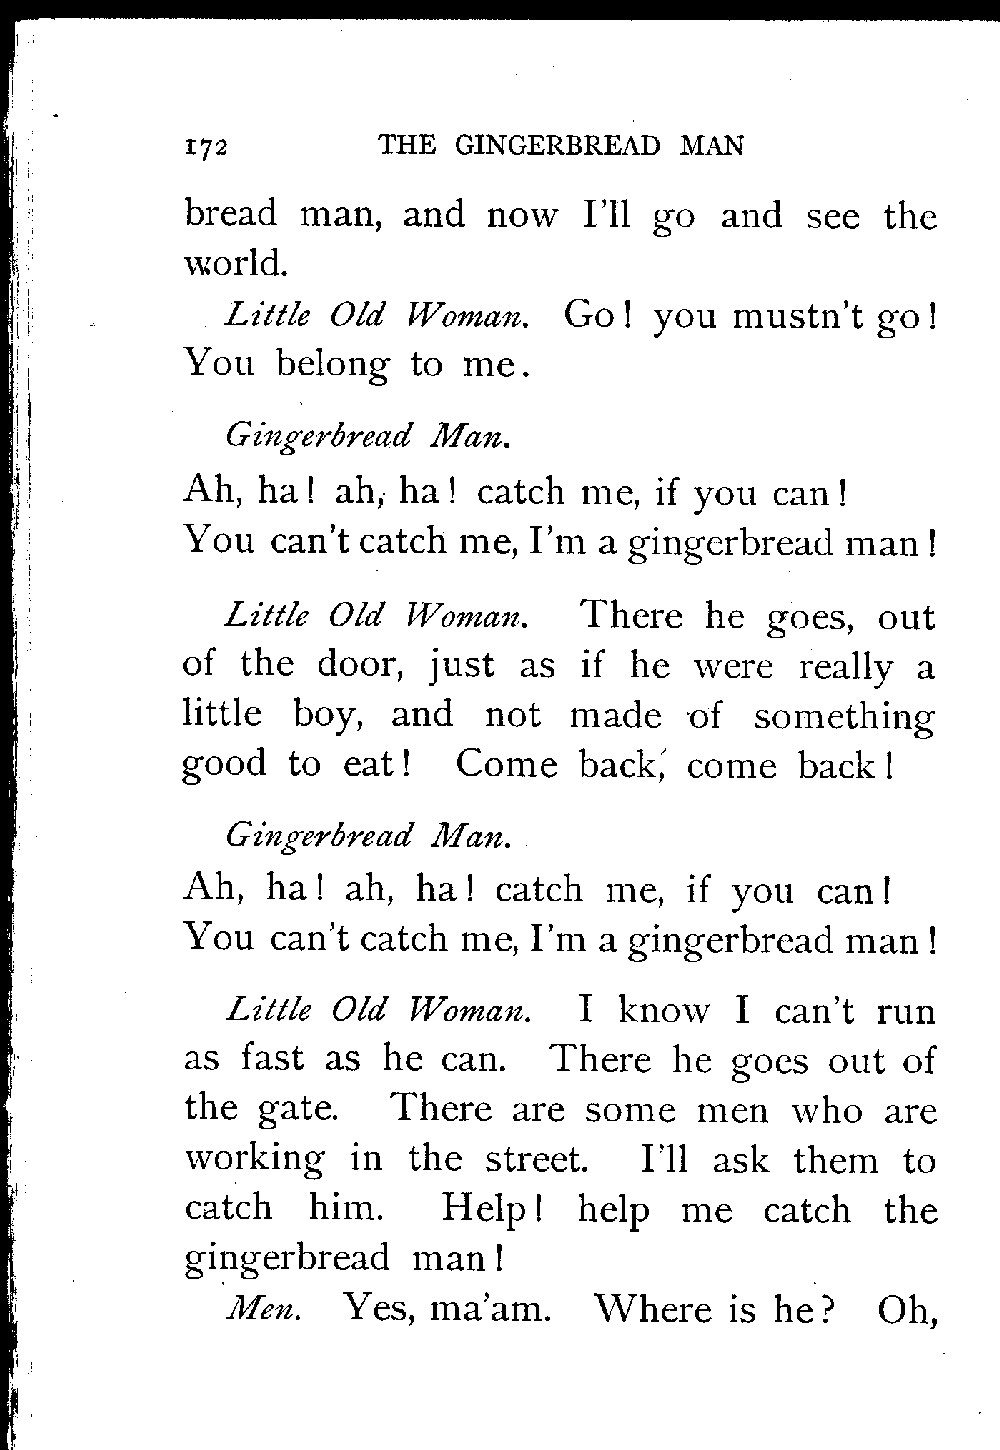 172 THE GINGERBREAD MAN
bread man, and now I'll go and see the
world.
Little Old Woman. Go! you mustn't go!
You belong to me.
Gingerbread Man.
Ah, ha! ah, ha! catch me, if you can!
You can't catch me, I'm a gingerbread man!
Little Old Woman. There he goes, out
of the door, just as if he were really a
little boy, and not made of something
good to eat! Come back, come back!
Gingerbread Man.
Ah, ha! ah, ha! catch me, if you can!
You can't catch me, I'm a gingerbread man!
Little Old Woman. I know I can't run
as fast as he can. There he goes out of
the gate. There are some men who are
working in the street. I'll ask them to
catch him. Help! help me catch the
gingerbread man!
Men. Yes, ma'am. Where is he? Oh,